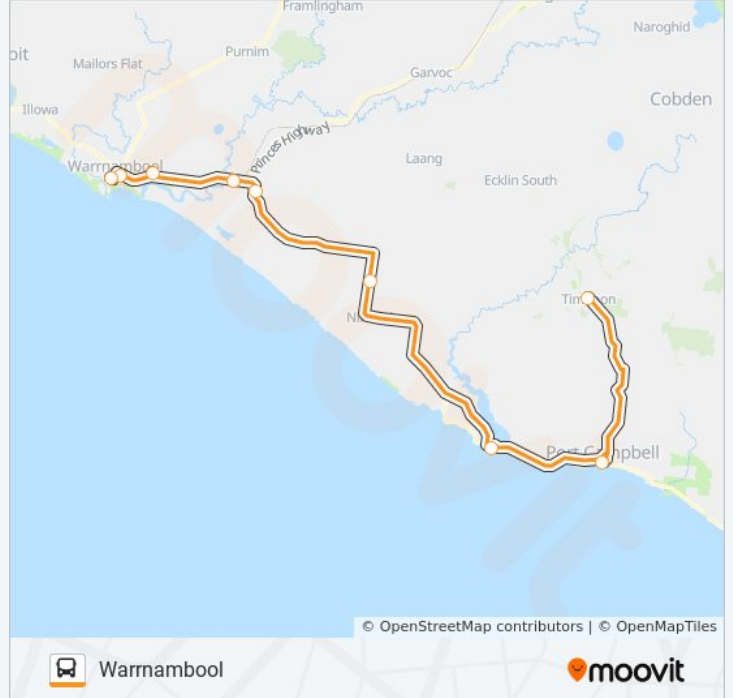 Framlingham
Naroghid
oit
Purnim
Mailors Flat
Garvoc
Cobden
Illowa
Princes Highway
Laang
Warrnambool
Ecklin South
Port Campbell
© OpenStreetMap contributors | © OpenMapTiles
Warrnambool
moovit